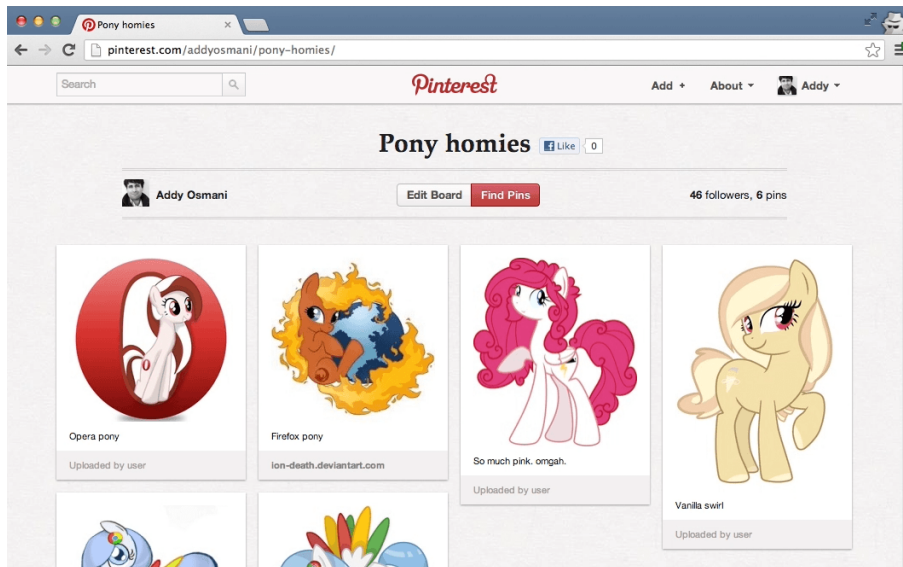 Pony homies
pinterest.com/addyosmani/pony-homies/
Search
Pinterest
Add +
About
Addy
Pony homies
Like
0
Addy Osmani
Edit Board
Find Pins
46 followers, 6 pins
Opera pony
Uploaded by user
Firefox pony
lon-death.deviantart.com
So much pink. omgah.
Uploaded by user
Vanilla swirl
Uploaded by user